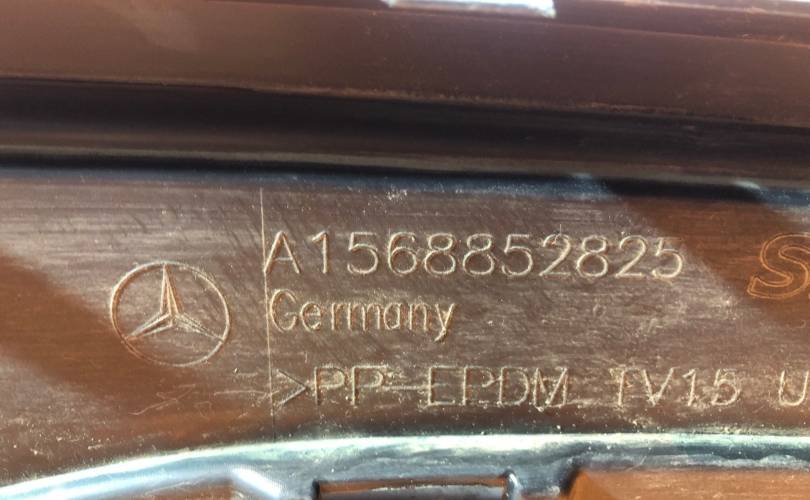 A1568852825
S
Germany
>PP-EPDM TV15 U